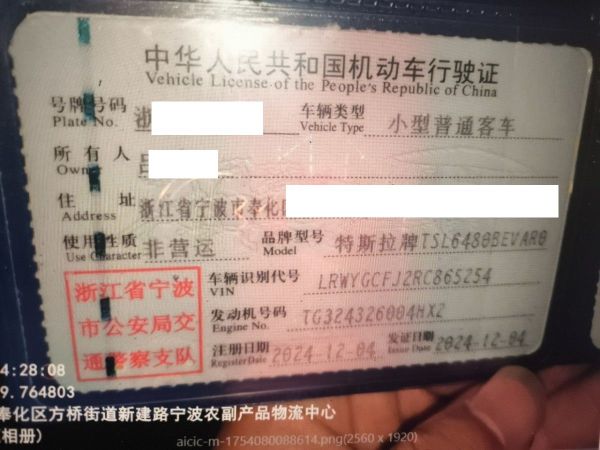 中华人民共和国机动车行驶证
Vehicle License of the People's Republic of China
号牌号码 浙 车辆类型 小型普通客车
Plate No. Vehicle Type
所有人
Owner
住址 浙江省宁波市奉化区
Address
使用性质 非营运 品牌型号 特斯拉牌TSL6480BEVAR0
Use Character Model
车辆识别代号 LRWYGCFJ2RC865254
VIN
发动机号码 TG324326004HX2
Engine No.
注册日期 2024-12-04 发证日期 2024-12-04
Register Date Issue Date
浙江省宁波
市公安局交
通警察支队
4:28:08
9.764803
奉化区方桥街道新建路宁波农副产品物流中心
相册)
aicic-m-1754080088614.png(2560 x 1920)